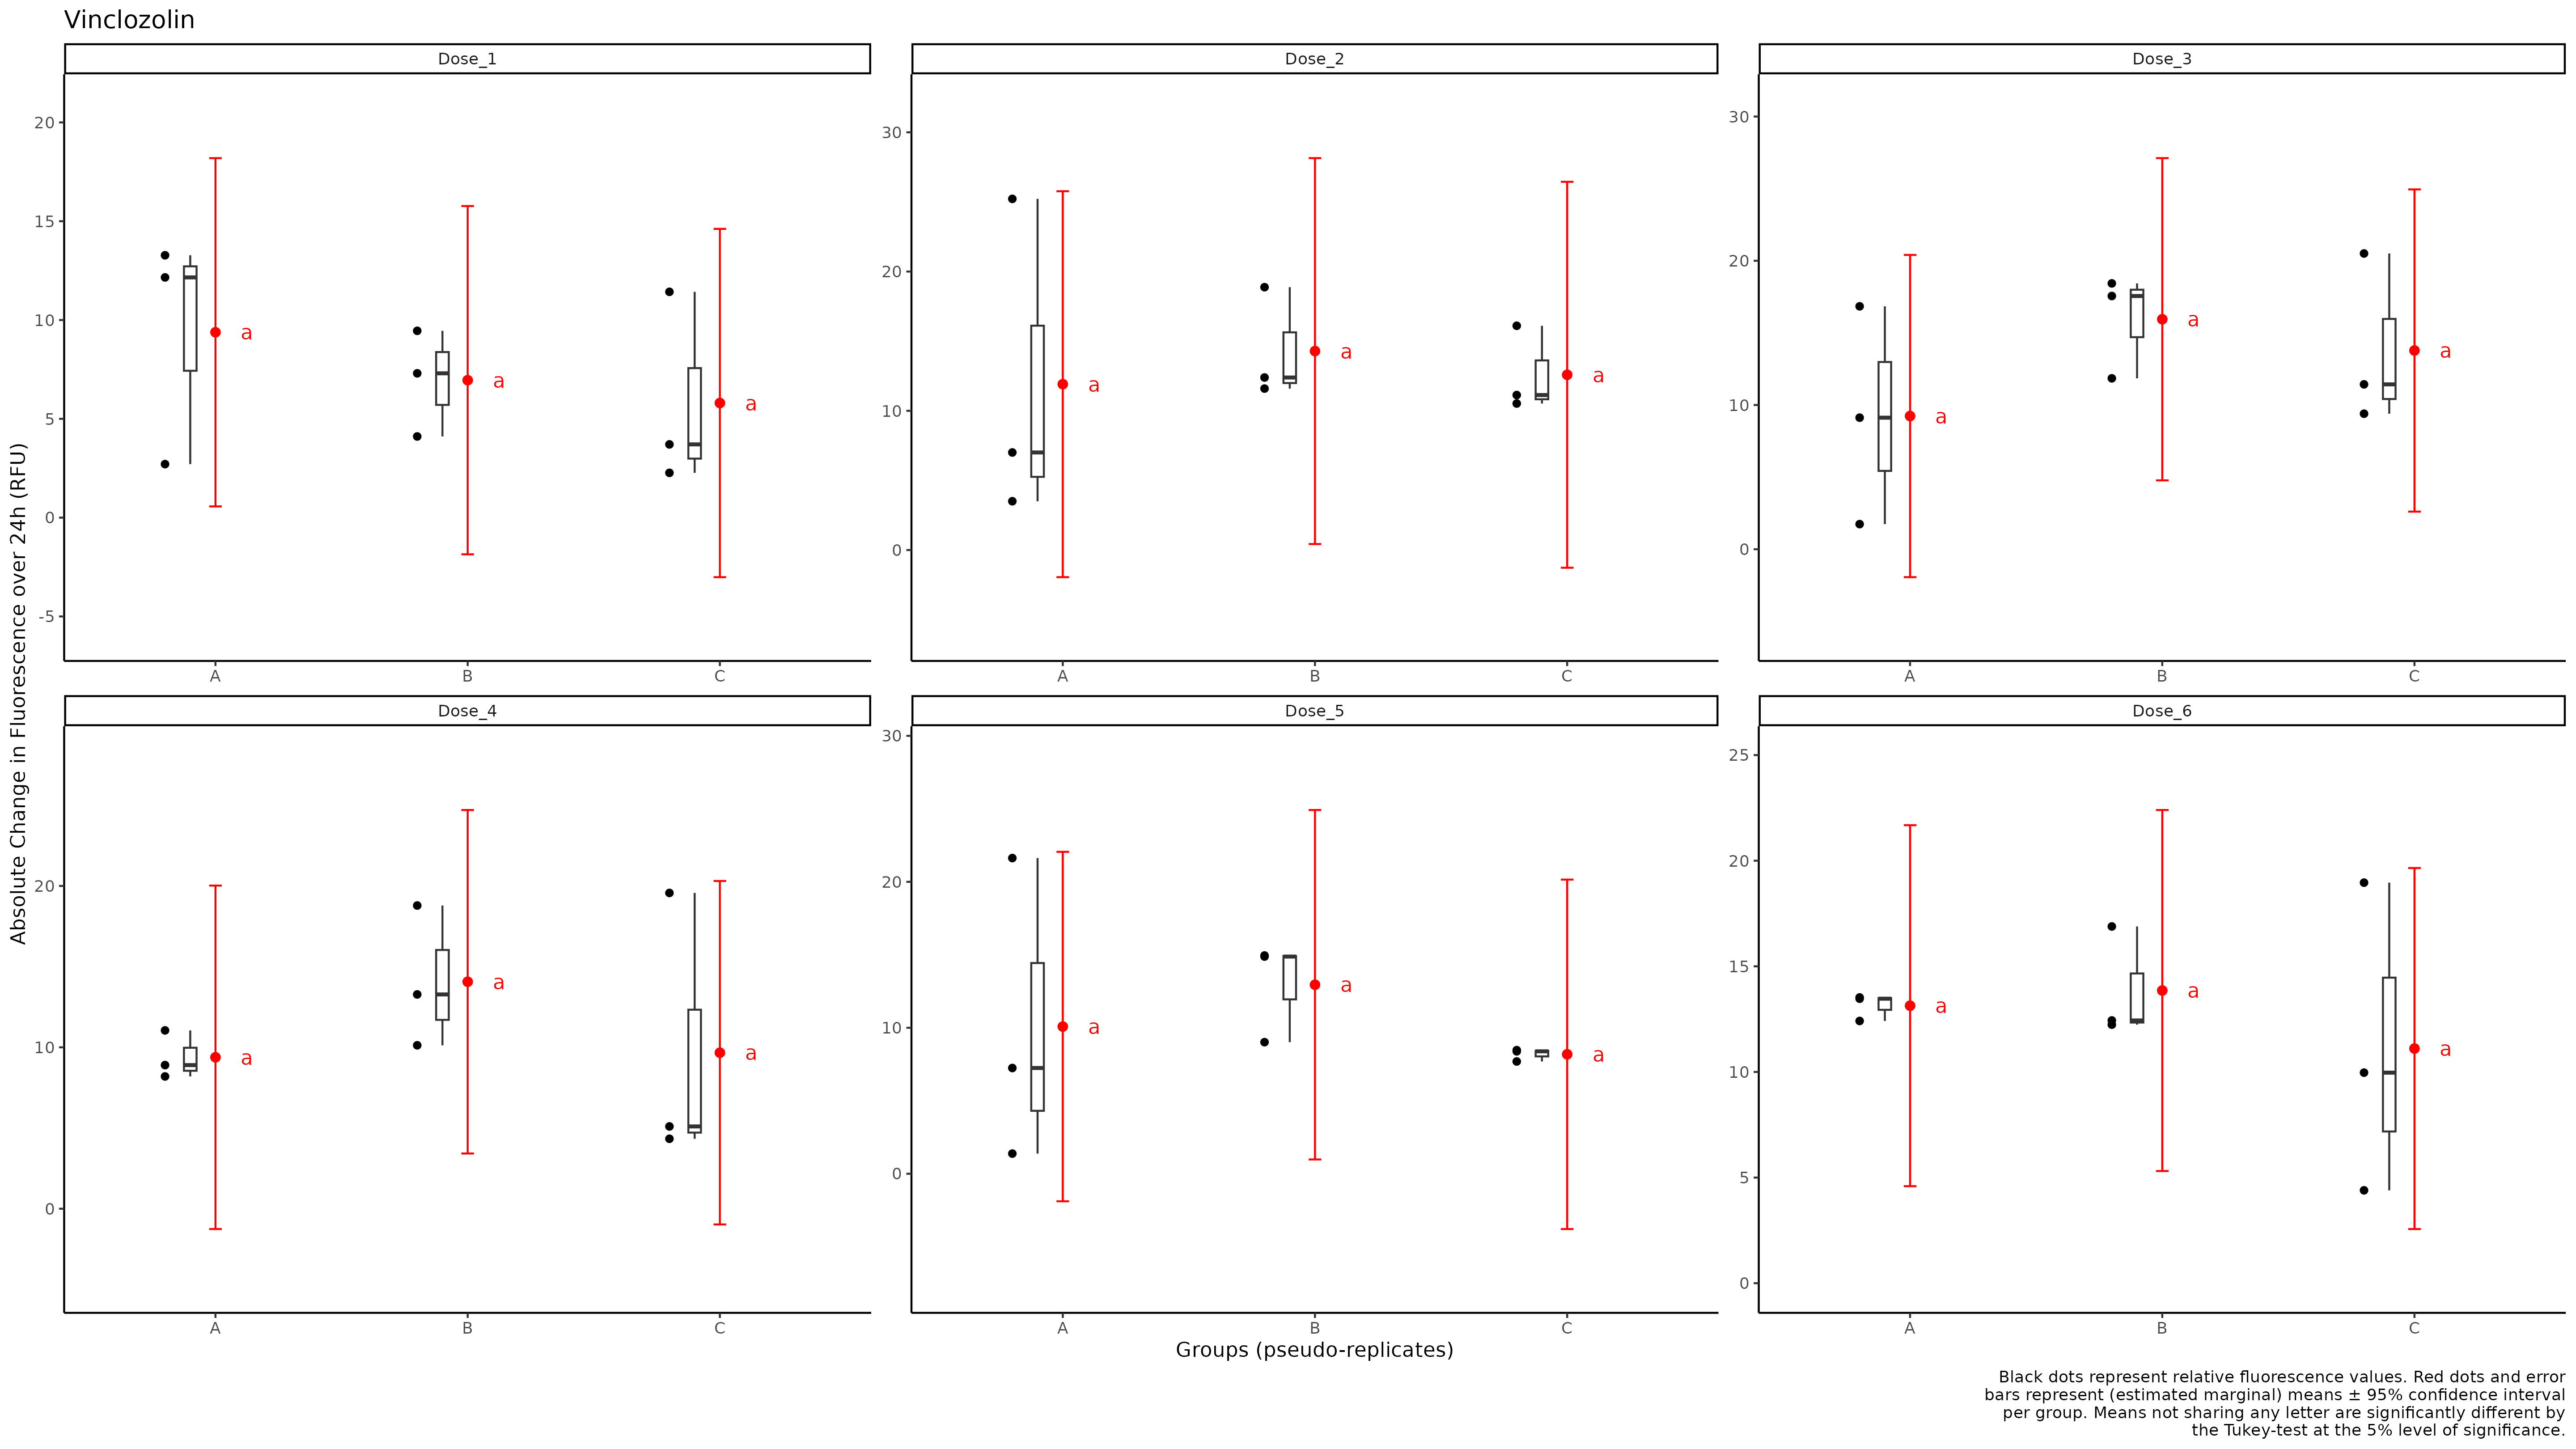 Vinclozolin
Absolute Change in Fluorescence over 24h (RFU)
Dose_1
20
15
10
5
0
-5
a
a
a
A
B
C
Dose_2
30
20
10
0
a
a
a
A
B
C
Dose_3
30
20
10
0
a
a
a
A
B
C
Dose_4
20
10
0
a
a
a
A
B
C
Dose_5
30
20
10
0
a
a
a
A
B
C
Dose_6
25
20
15
10
5
0
a
a
a
A
B
C
Groups (pseudo-replicates)
Black dots represent relative fluorescence values. Red dots and error
bars represent (estimated marginal) means ± 95% confidence interval
per group. Means not sharing any letter are significantly different by
the Tukey-test at the 5% level of significance.